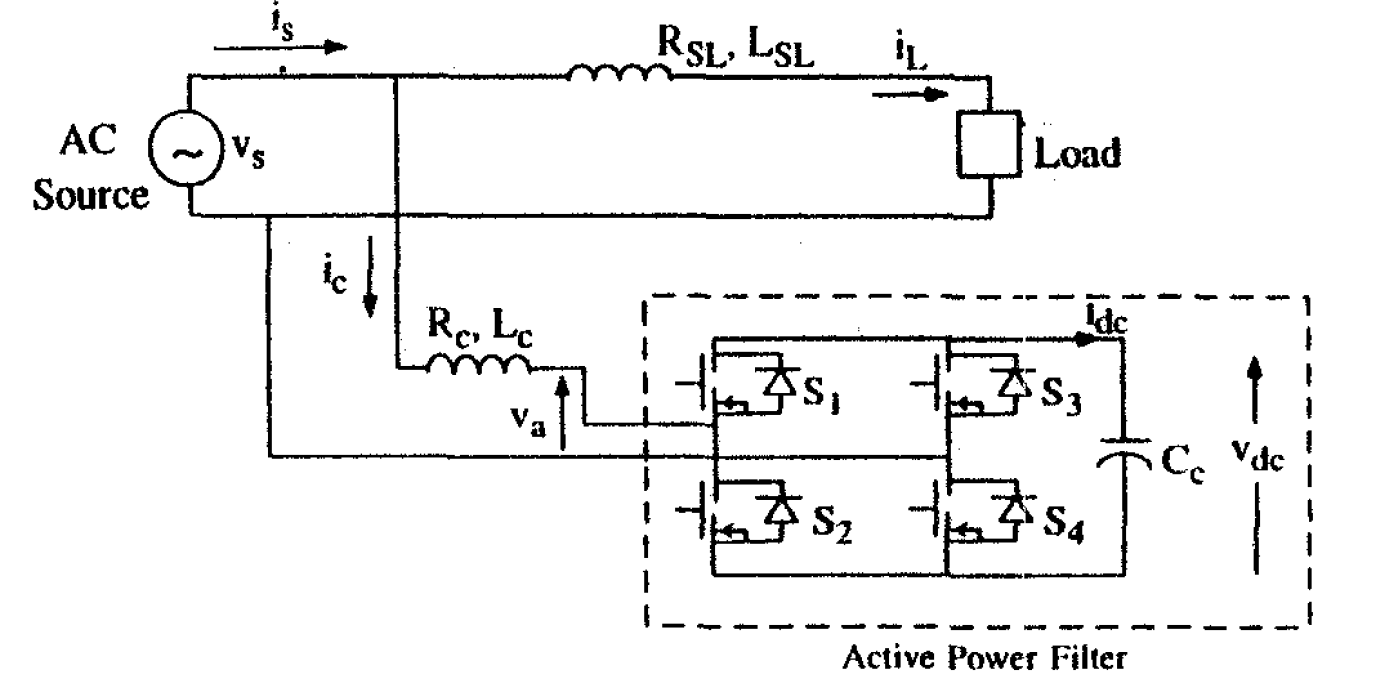 i_s
R_SL, L_SL
i_L
AC
Source
v_s
Load
i_c
R_c, L_c
v_a
i_dc
S_1
S_3
S_2
S_4
C_c
v_dc
Active Power Filter